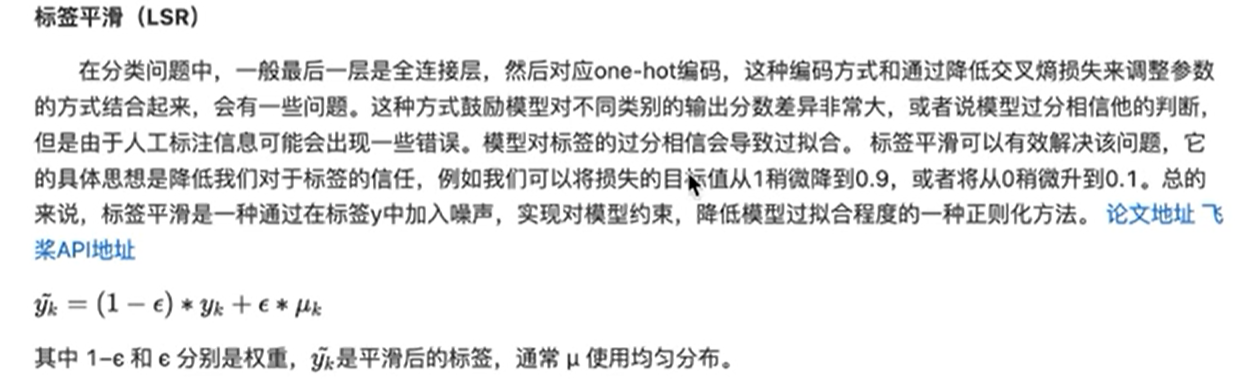 标签平滑（LSR）
在分类问题中，一般最后一层是全连接层，然后对应one-hot编码，这种编码方式和通过降低交叉熵损失来调整参数
的方式结合起来，会有一些问题。这种方式鼓励模型对不同类别的输出分数差异非常大，或者说模型过分相信他的判断，
但是由于人工标注信息可能会出现一些错误。模型对标签的过分相信会导致过拟合。 标签平滑可以有效解决该问题，它
的具体思想是降低我们对于标签的信任，例如我们可以将损失的目标值从1稍微降到0.9，或者将从0稍微升到0.1。总的
来说，标签平滑是一种通过在标签y中加入噪声，实现对模型约束，降低模型过拟合程度的一种正则化方法。 论文地址 飞
桨API地址
ỹₖ = (1 − ϵ) ∗ yₖ + ϵ ∗ μₖ
其中 1−ϵ 和 ϵ 分别是权重，ỹₖ是平滑后的标签，通常 μ 使用均匀分布。